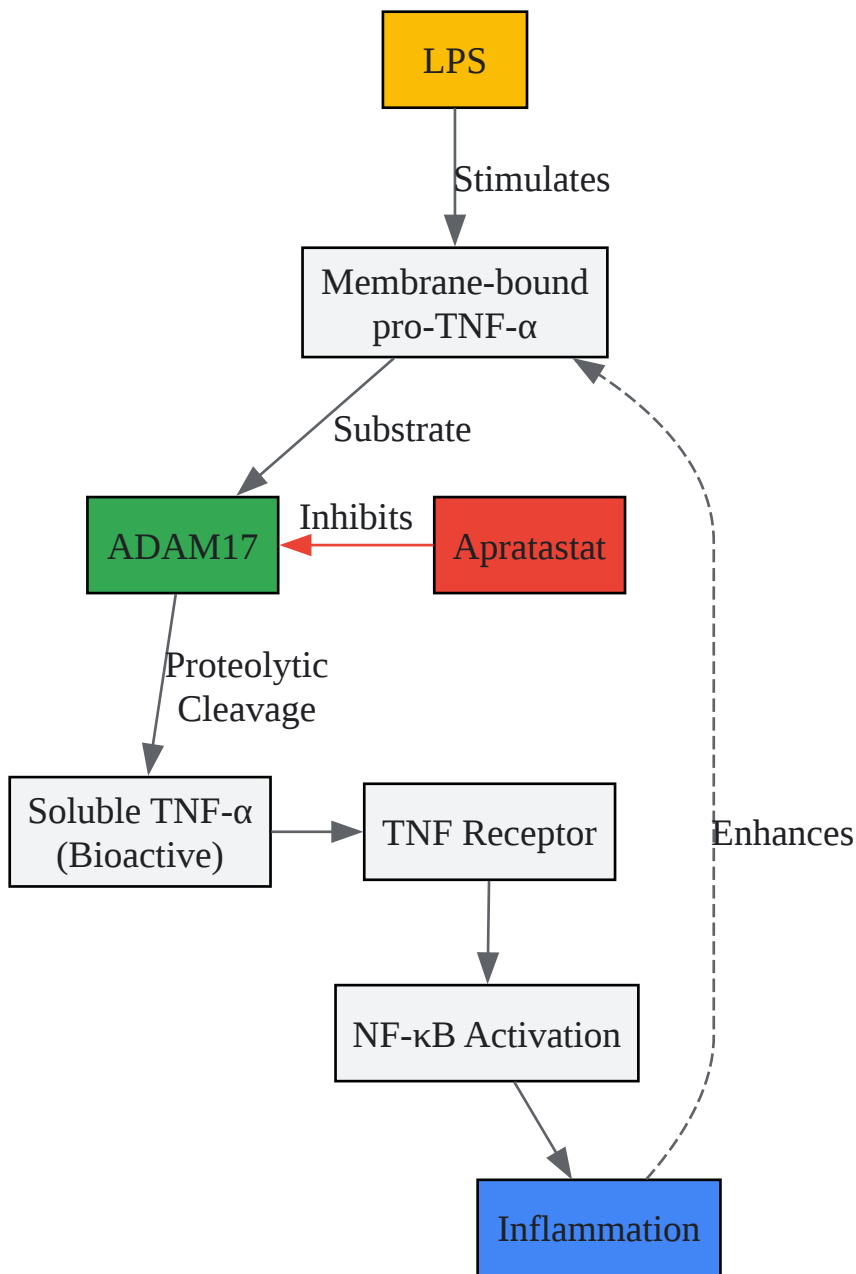 LPS
Stimulates
Membrane-bound
pro-TNF-α
Substrate
Inhibits
ADAM17
Apratastat
Proteolytic
Cleavage
Soluble TNF-α
(Bioactive)
TNF Receptor
Enhances
NF-κB Activation
Inflammation